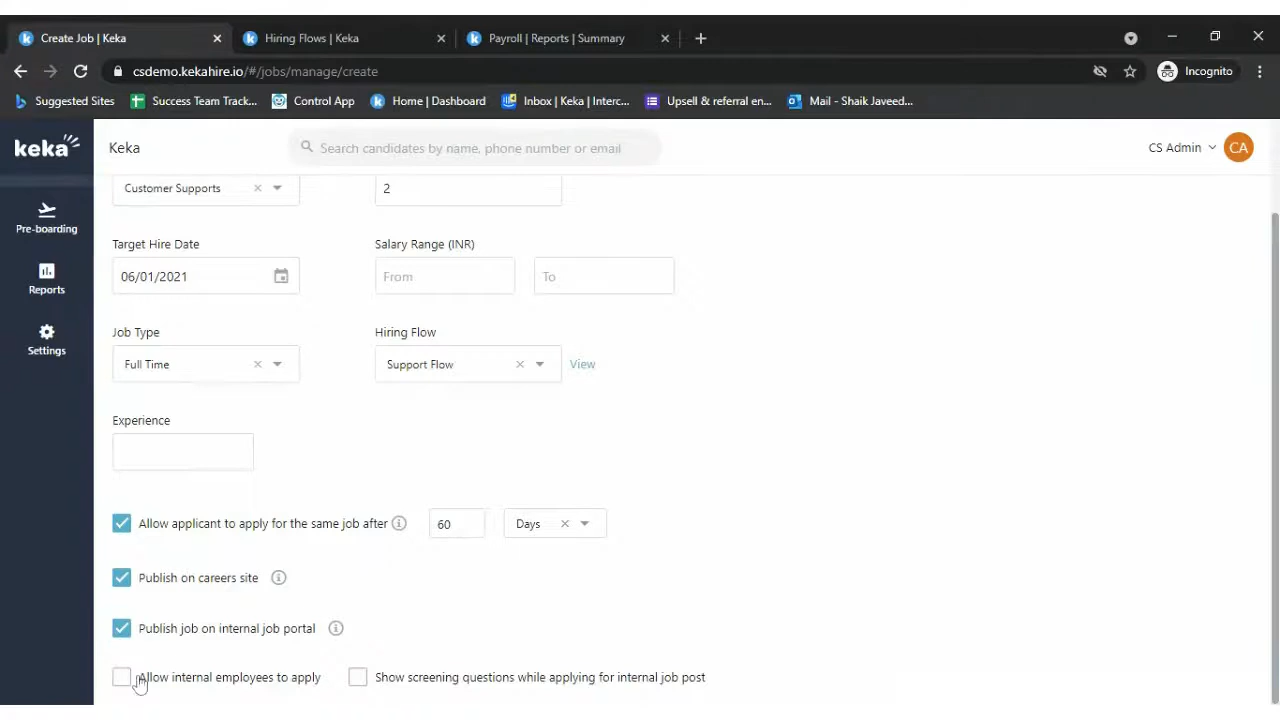 Create Job | Keka
Hiring Flows | Keka
Payroll | Reports | Summary
csdemo.kekahire.io/#/jobs/manage/create
Incognito
Suggested Sites
Success Team Track...
Control App
Home | Dashboard
Inbox | Keka | Interc...
Upsell & referral en...
Mail - Shaik Javeed...
keka
Keka
Search candidates by name, phone number or email
CS Admin
CA
Pre-boarding
Reports
Settings
Customer Supports
2
Target Hire Date
Salary Range (INR)
06/01/2021
From
To
Job Type
Hiring Flow
Full Time
Support Flow
View
Experience
Allow applicant to apply for the same job after
60
Days
Publish on careers site
Publish job on internal job portal
Allow internal employees to apply
Show screening questions while applying for internal job post